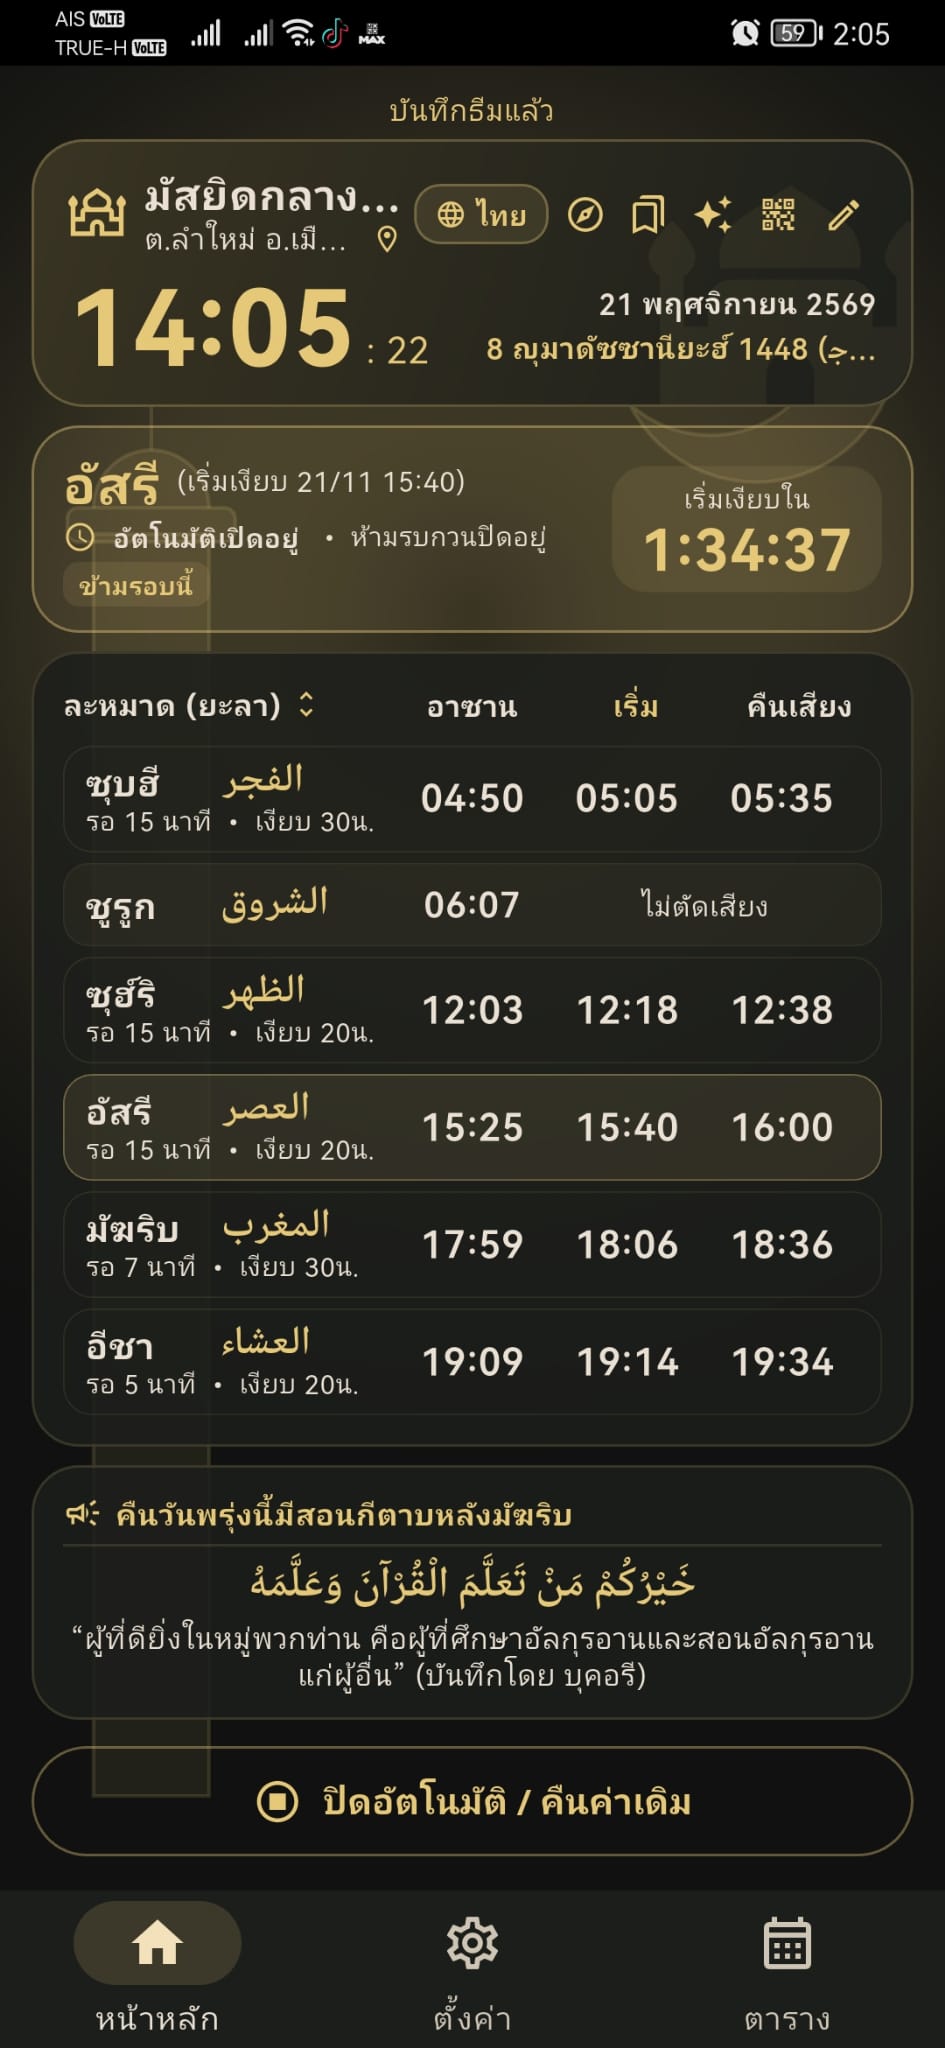 AIS VoLTE
TRUE-H VoLTE
MAX
59 2:05
บันทึกธีมแล้ว
มัสยิดกลาง...
ไทย
ต.ลำใหม่ อ.เมื...
14:05 : 22
21 พฤศจิกายน 2569
8 ญุมาดัซซานียะฮ์ 1448 (ج...
อัสรี (เริ่มเงียบ 21/11 15:40)
อัตโนมัติเปิดอยู่ • ห้ามรบกวนปิดอยู่
ข้ามรอบนี้
เริ่มเงียบใน
1:34:37
ละหมาด (ยะลา) อาซาน เริ่ม คืนเสียง
ซุบฮี الفجر 04:50 05:05 05:35
รอ 15 นาที • เงียบ 30น.
ชูรูก الشروق 06:07 ไม่ตัดเสียง
ซุฮ์ริ الظهر 12:03 12:18 12:38
รอ 15 นาที • เงียบ 20น.
อัสรี العصر 15:25 15:40 16:00
รอ 15 นาที • เงียบ 20น.
มัฆริบ المغرب 17:59 18:06 18:36
รอ 7 นาที • เงียบ 30น.
อีชา العشاء 19:09 19:14 19:34
รอ 5 นาที • เงียบ 20น.
คืนวันพรุ่งนี้มีสอนกีตาบหลังมัฆริบ
خَيْرُكُمْ مَنْ تَعَلَّمَ الْقُرْآنَ وَعَلَّمَهُ
“ผู้ที่ดียิ่งในหมู่พวกท่าน คือผู้ที่ศึกษาอัลกุรอานและสอนอัลกุรอาน
แก่ผู้อื่น” (บันทึกโดย บุคอรี)
ปิดอัตโนมัติ / คืนค่าเดิม
หน้าหลัก ตั้งค่า ตาราง